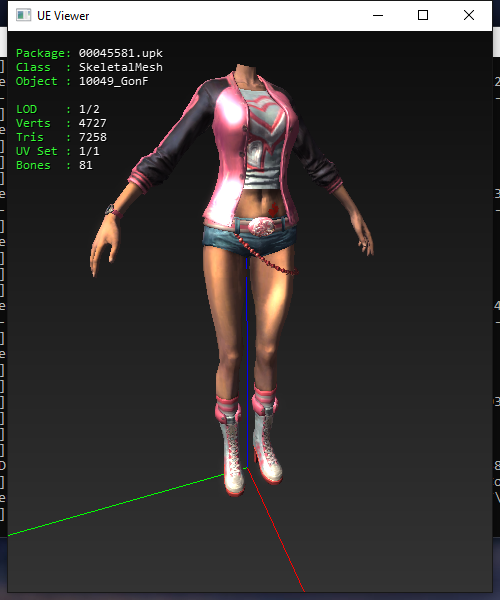 UE Viewer
Package: 00045581.upk
Class : SkeletalMesh
Object : 10049_GonF
LOD : 1/2
Verts : 4727
Tris : 7258
UV Set : 1/1
Bones : 81